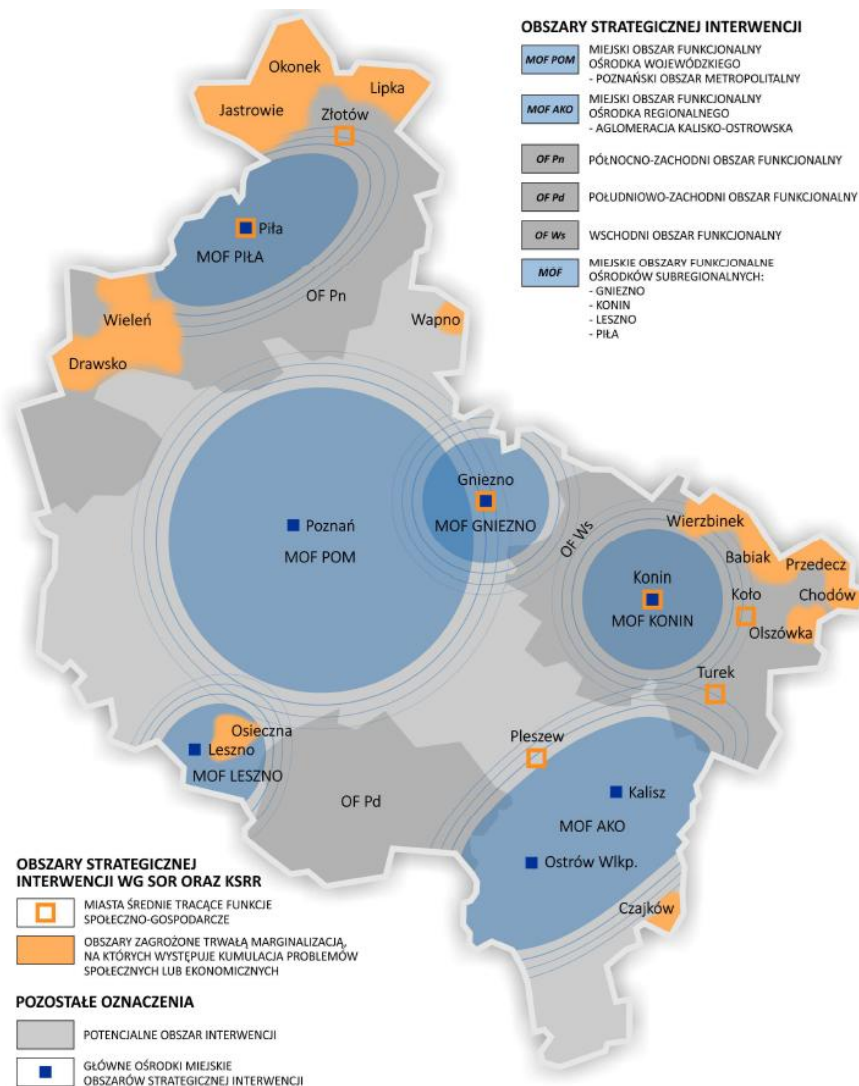 OBSZARY STRATEGICZNEJ INTERWENCJI
MOF POM
MIEJSKI OBSZAR FUNKCJONALNY
OŚRODKA WOJEWÓDZKIEGO
- POZNAŃSKI OBSZAR METROPOLITALNY
MOF AKO
MIEJSKI OBSZAR FUNKCJONALNY
OŚRODKA REGIONALNEGO
- AGLOMERACJA KALISKO-OSTROWSKA
OF Pn
PÓŁNOCNO-ZACHODNI OBSZAR FUNKCJONALNY
OF Pd
POŁUDNIOWO-ZACHODNI OBSZAR FUNKCJONALNY
OF Ws
WSCHODNI OBSZAR FUNKCJONALNY
MOF
MIEJSKIE OBSZARY FUNKCJONALNE
OŚRODKÓW SUBREGIONALNYCH:
- GNIEZNO
- KONIN
- LESZNO
- PIŁA
Okonek
Lipka
Jastrowie
Złotów
Piła
MOF PIŁA
OF Pn
Wapno
Wieleń
Drawsko
Gniezno
MOF GNIEZNO
Poznań
MOF POM
OF Ws
Wierzbinek
Babiak
Przedecz
Konin
Koło
Chodów
MOF KONIN
Olszówka
Turek
Osieczna
Leszno
MOF LESZNO
Pleszew
OF Pd
Kalisz
MOF AKO
Ostrów Wlkp.
Czajków
OBSZARY STRATEGICZNEJ
INTERWENCJI WG SOR ORAZ KSRR
MIASTA ŚREDNIE TRACĄCE FUNKCJE
SPOŁECZNO-GOSPODARCZE
OBSZARY ZAGROŻONE TRWAŁĄ MARGINALIZACJĄ,
NA KTÓRYCH WYSTĘPUJE KUMULACJA PROBLEMÓW
SPOŁECZNYCH LUB EKONOMICZNYCH
POZOSTAŁE OZNACZENIA
POTENCJALNE OBSZAR INTERWENCJI
GŁÓWNE OŚRODKI MIEJSKIE
OBSZARÓW STRATEGICZNEJ INTERWENCJI